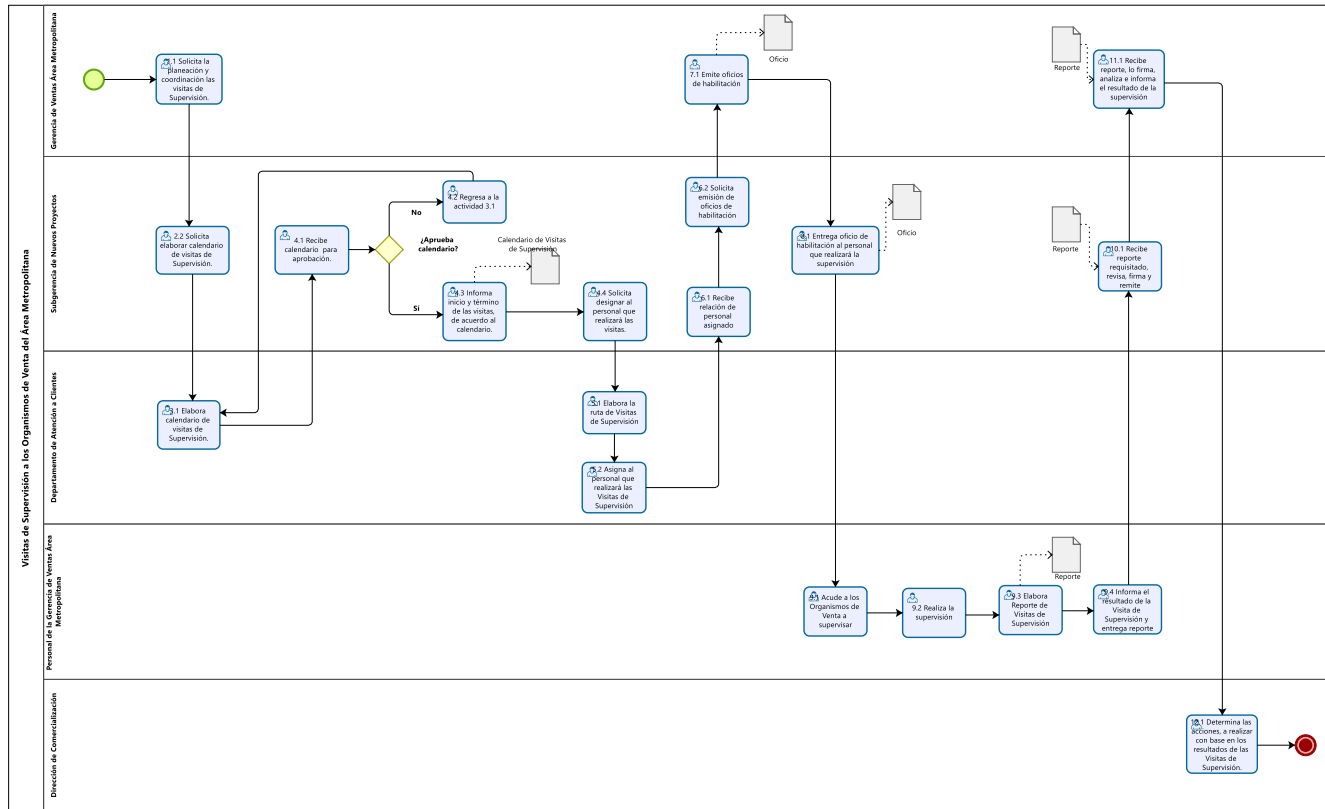 Visitas de Supervisión a los Organismos de Venta del Área Metropolitana
Gerencia de Ventas Área Metropolitana
1.1 Solicita la
planeación y
coordinación las
visitas de
Supervisión.
7.1 Emite oficios
de habilitación
Oficio
Reporte
11.1 Recibe
reporte, lo firma,
analiza e informa
el resultado de la
supervisión
Subgerencia de Nuevos Proyectos
2.2 Solicita
elaborar calendario
de visitas de
Supervisión.
4.1 Recibe
calendario para
aprobación.
¿Aprueba
calendario?
No
4.2 Regresa a la
actividad 3.1
Sí
4.3 Informa
inicio y término
de las visitas,
de acuerdo al
calendario.
Calendario de Visitas
de Supervisión
4.4 Solicita
designar al
personal que
realizará las
visitas.
6.2 Solicita
emisión de
oficios de
habilitación
6.1 Recibe
relación de
personal
asignado
8.1 Entrega oficio de
habilitación al personal
que realizará la
supervisión
Oficio
Reporte
10.1 Recibe
reporte
requisitado,
revisa, firma y
remite
Departamento de Atención a Clientes
3.1 Elabora
calendario de
visitas de
Supervisión.
5.1 Elabora la
ruta de Visitas
de Supervisión
5.2 Asigna al
personal que
realizará las
Visitas de
Supervisión
Personal de la Gerencia de Ventas Área
Metropolitana
9.1 Acude a los
Organismos de
Venta a
supervisar
9.2 Realiza la
supervisión
9.3 Elabora
Reporte de
Visitas de
Supervisión
Reporte
9.4 Informa el
resultado de la
Visita de
Supervisión y
entrega reporte
Dirección de Comercialización
12.1 Determina las
acciones, a realizar
con base en los
resultados de las
Visitas de
Supervisión.